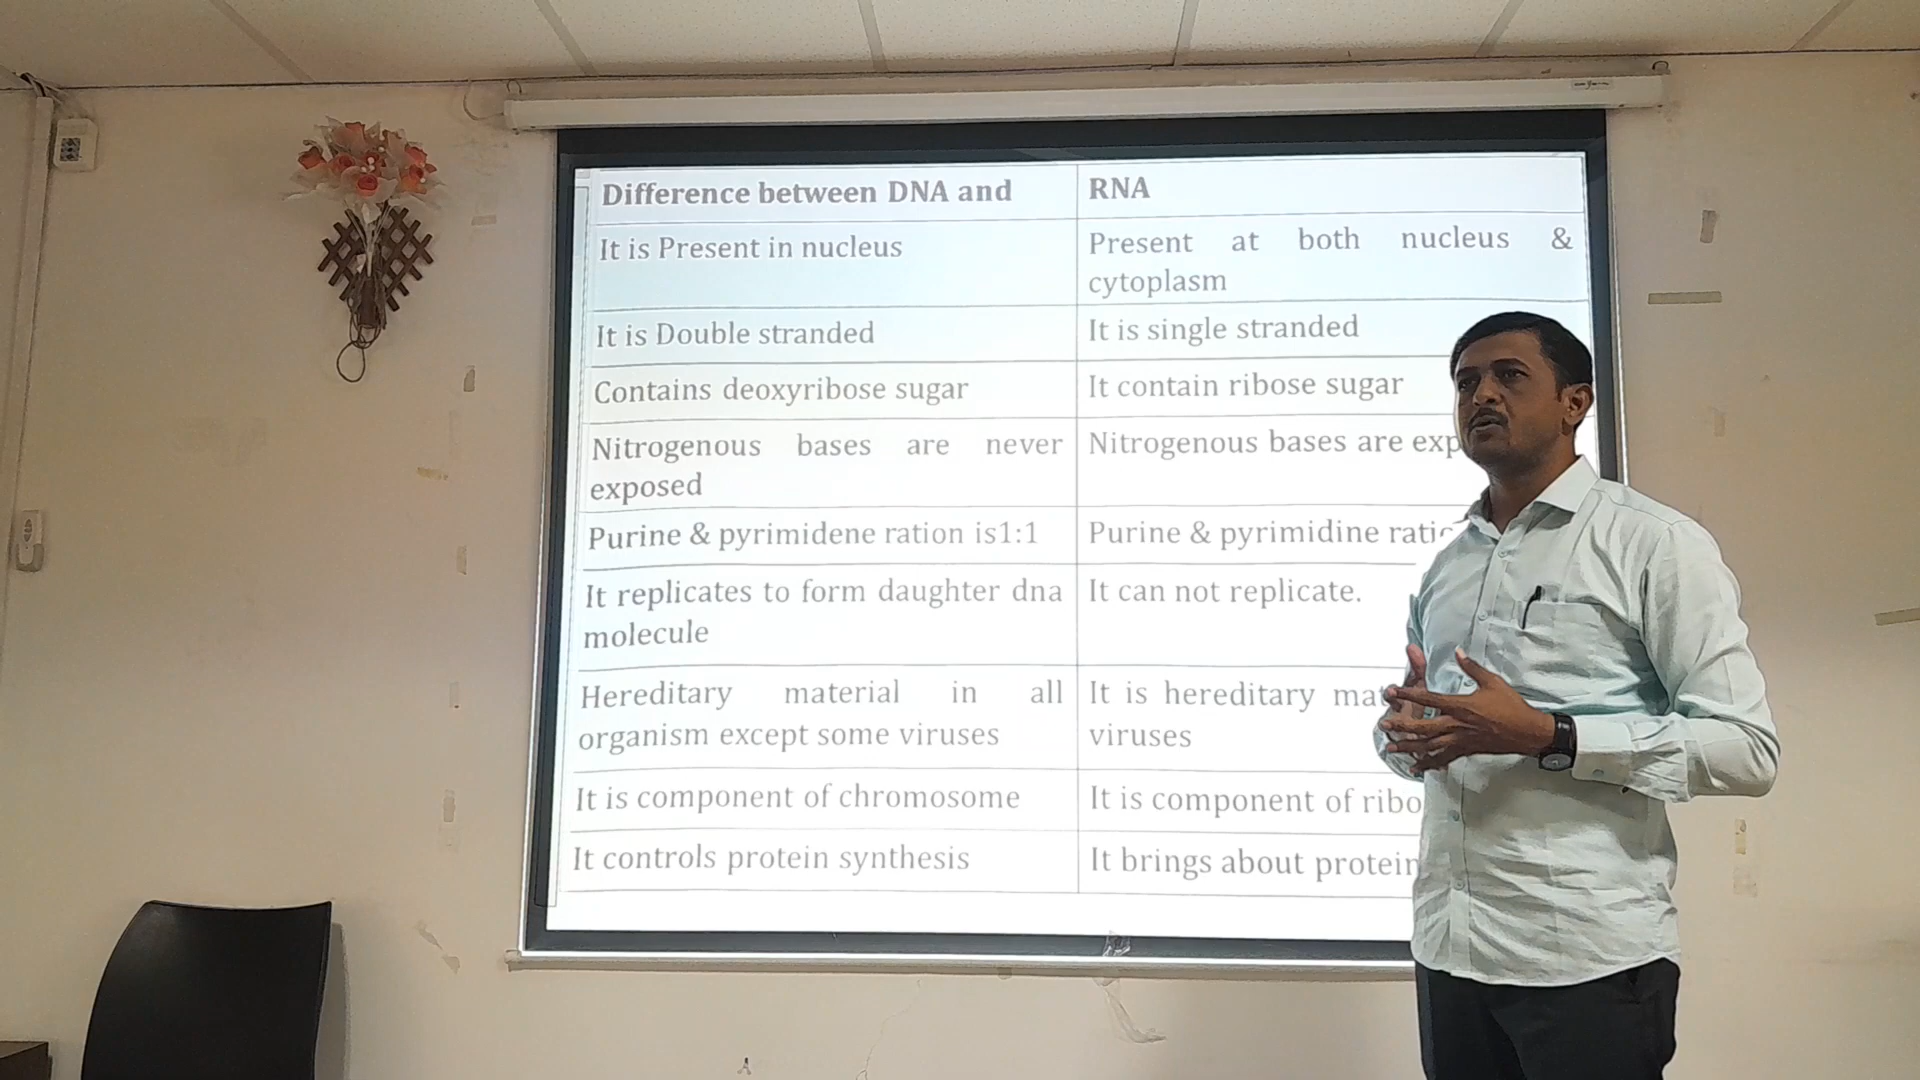 Difference between DNA and RNA
It is Present in nucleus
Present at both nucleus &
cytoplasm
It is Double stranded
It is single stranded
Contains deoxyribose sugar
It contain ribose sugar
Nitrogenous bases are never
exposed
Nitrogenous bases are exp
Purine & pyrimidene ration is1:1
Purine & pyrimidine ratio
It replicates to form daughter dna
molecule
It can not replicate.
Hereditary material in all
organism except some viruses
It is hereditary mat
viruses
It is component of chromosome
It is component of ribo
It controls protein synthesis
It brings about protein